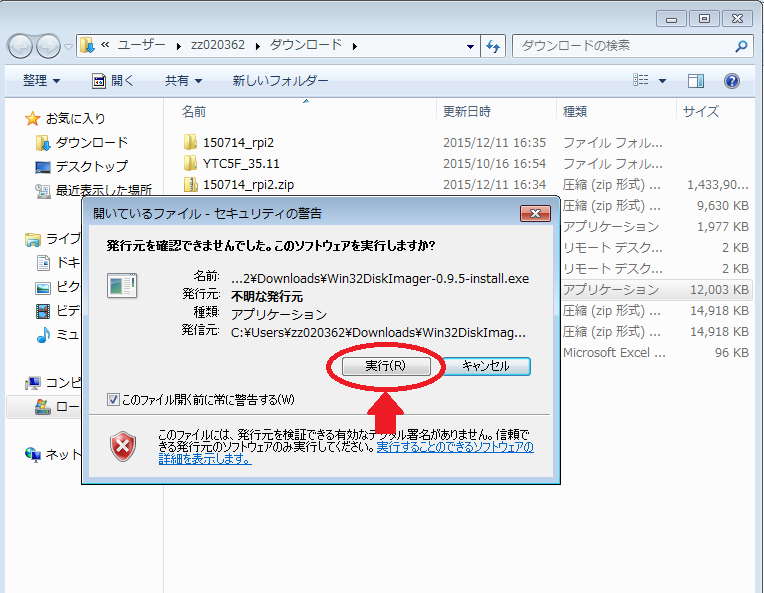 « ユーザー ▸ zz020362 ▸ ダウンロード ▸
ダウンロードの検索
整理 ▼ 開く 共有 ▼ 新しいフォルダー
お気に入り
ダウンロード
デスクトップ
最近表示した場所
ライブ
ドキ
ピク
ビデ
ミュ
コンピ
ロー
ネット
名前 更新日時 種類 サイズ
150714_rpi2 2015/12/11 16:35 ファイル フォル...
YTC5F_35.11 2015/10/16 16:54 ファイル フォル...
150714_rpi2.zip 2015/12/11 16:34 圧縮 (zip 形式) ... 1,433,90...
圧縮 (zip 形式) ... 9,630 KB
アプリケーション 1,977 KB
リモート デスク... 2 KB
リモート デスク... 2 KB
アプリケーション 12,003 KB
圧縮 (zip 形式) ... 14,918 KB
圧縮 (zip 形式) ... 14,918 KB
Microsoft Excel ... 96 KB
開いているファイル - セキュリティの警告
発行元を確認できませんでした。このソフトウェアを実行しますか?
名前: ...2¥Downloads¥Win32DiskImager-0.9.5-install.exe
発行元: 不明な発行元
種類: アプリケーション
発信元: C:¥Users¥zz020362¥Downloads¥Win32DiskImag...
実行(R) キャンセル
このファイル開く前に常に警告する(W)
このファイルには、発行元を検証できる有効なデジタル署名がありません。信頼で
きる発行元のソフトウェアのみ実行してください。実行することのできるソフトウェアの
詳細を表示します。